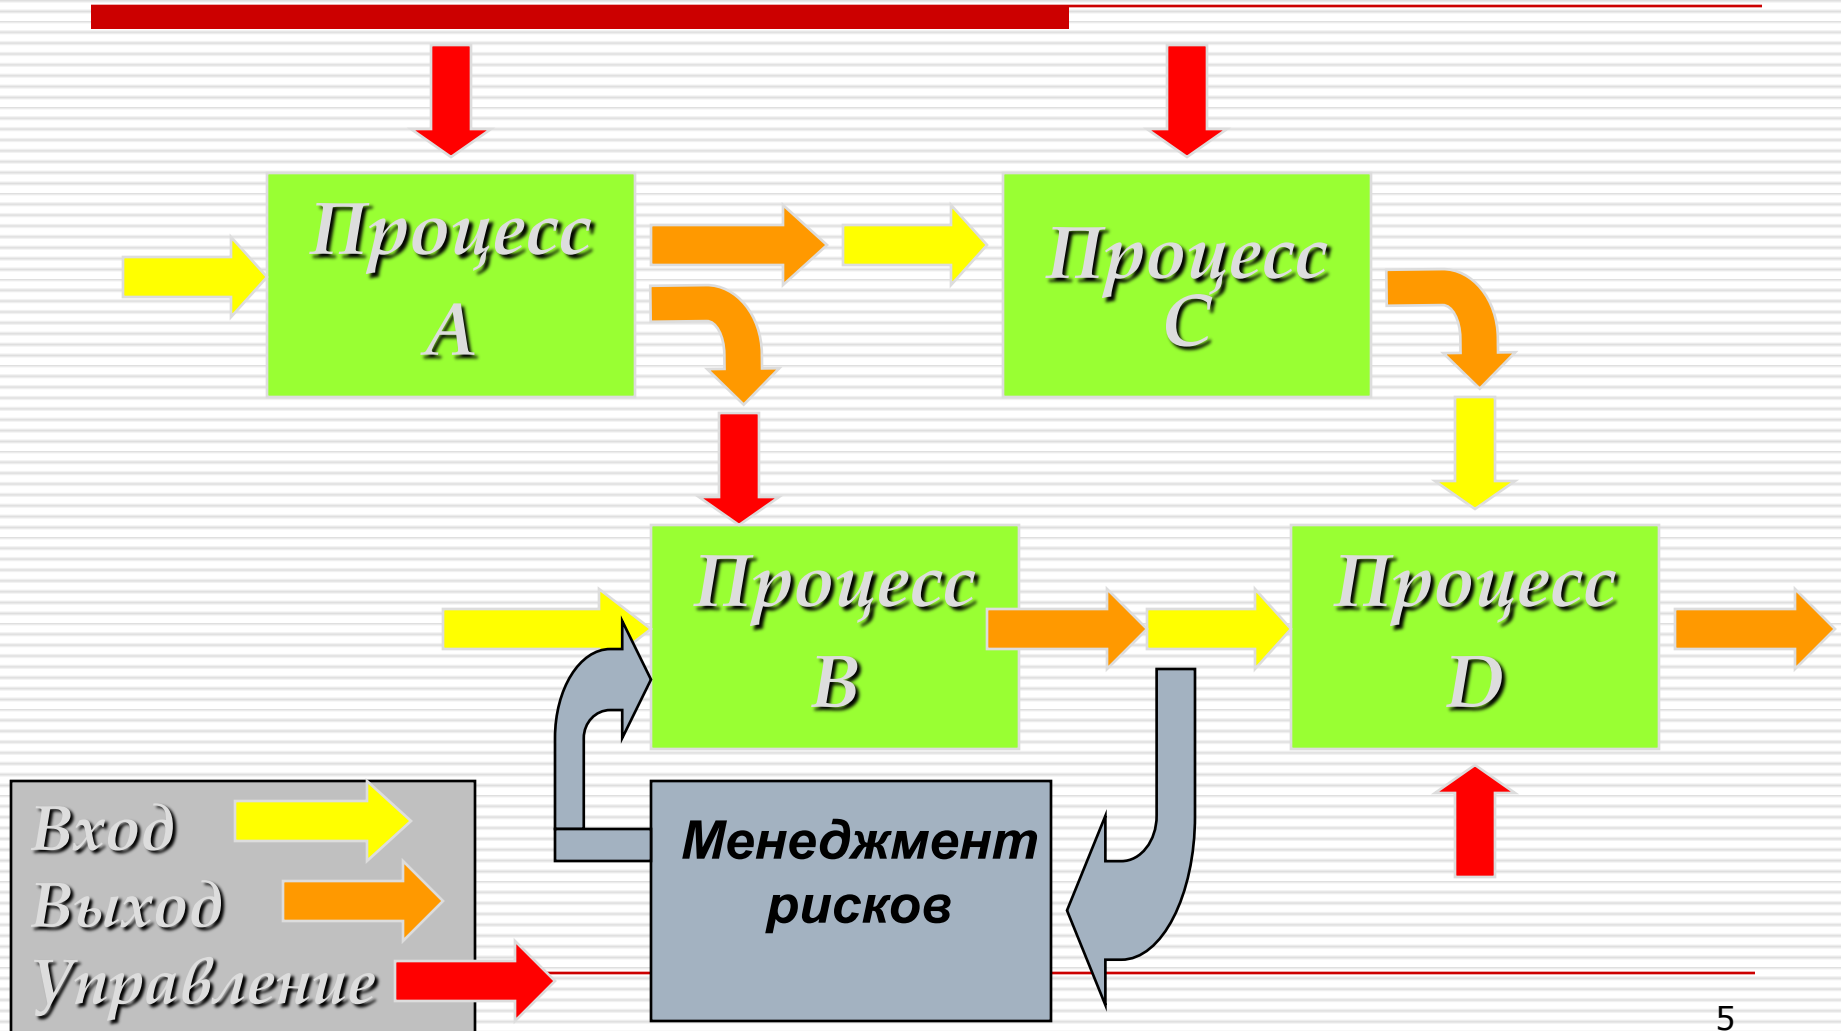 Процесс
A
Процесс
C
Процесс
B
Процесс
D
Вход
Выход
Управление
Менеджмент
рисков
5